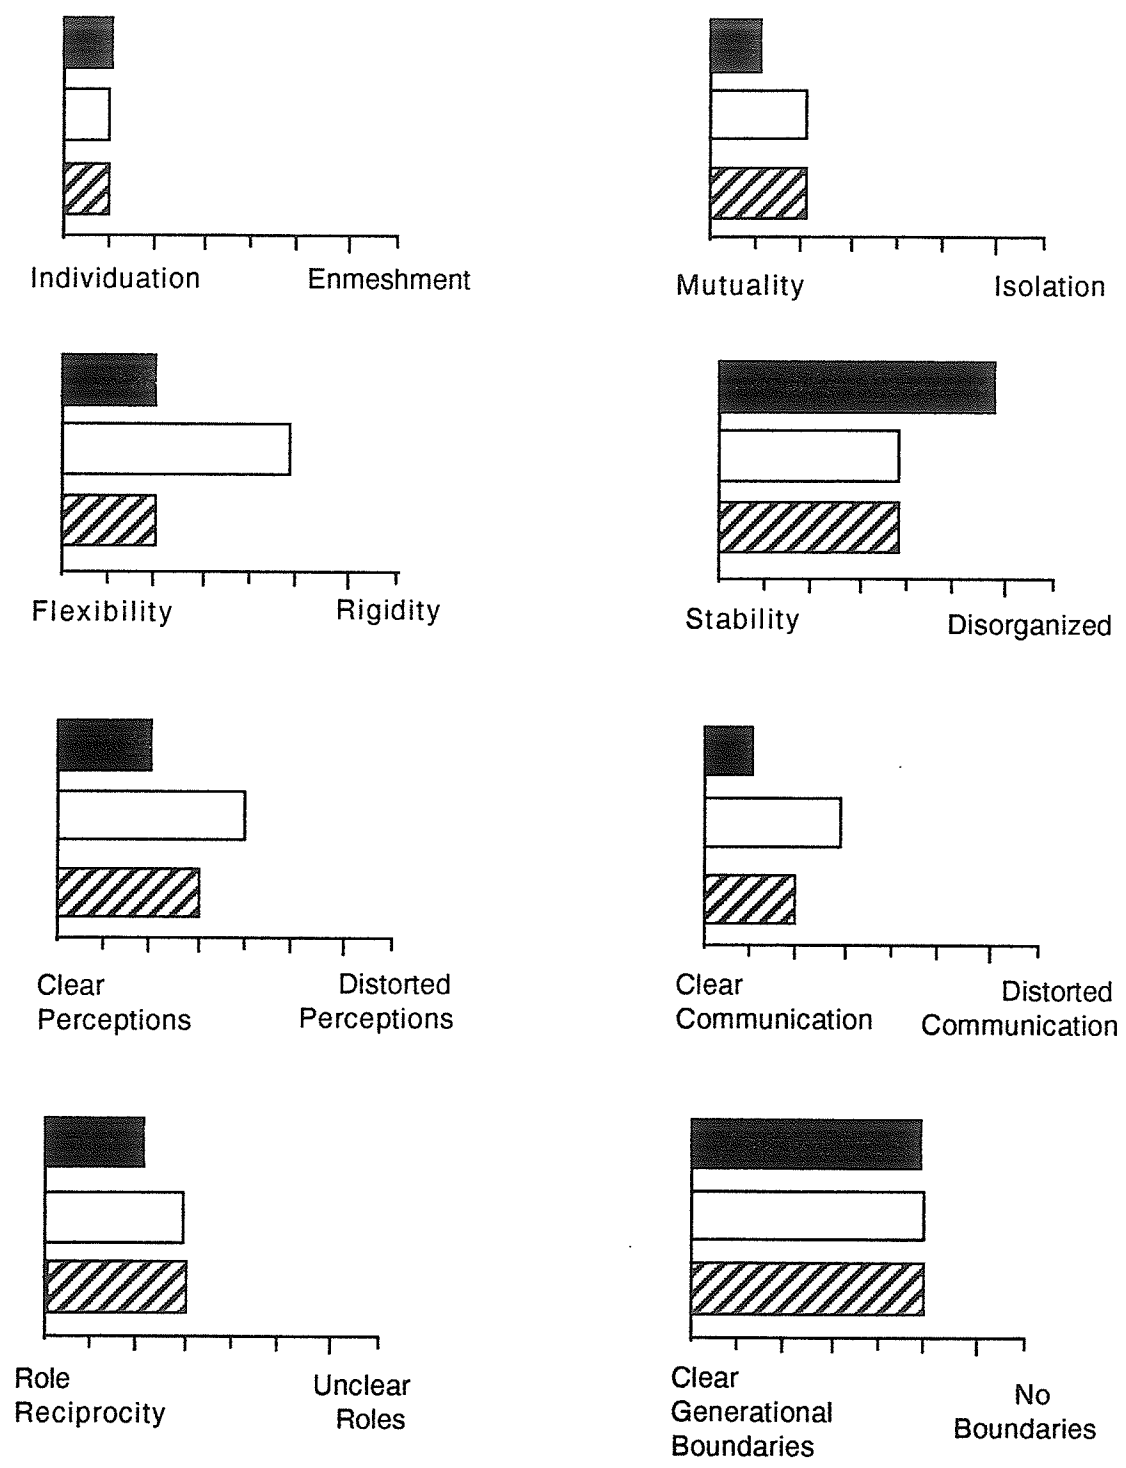 Individuation Enmeshment
Mutuality Isolation
Flexibility Rigidity
Stability Disorganized
Clear
Perceptions
Distorted
Perceptions
Clear
Communication
Distorted
Communication
Role
Reciprocity
Unclear
Roles
Clear
Generational
Boundaries
No
Boundaries